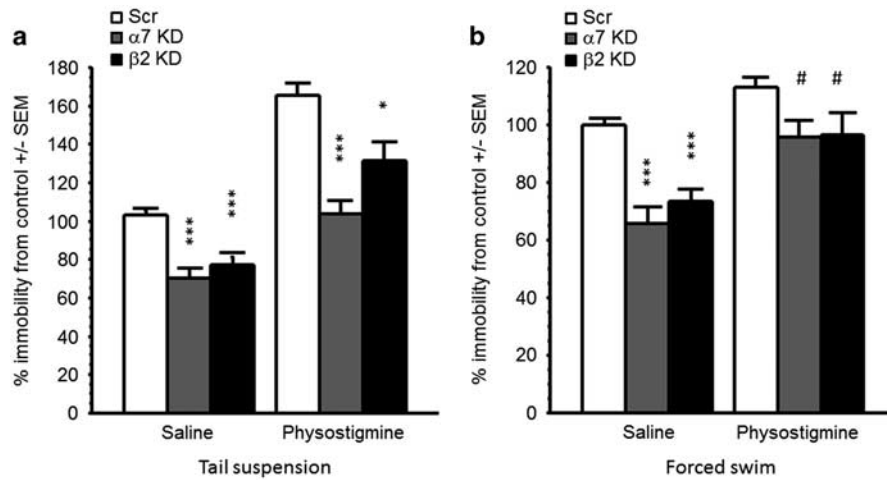 a
Scr
α7 KD
β2 KD
% immobility from control +/- SEM
180
160
140
120
100
80
60
40
20
0
***
***
***
*
Saline
Physostigmine
Tail suspension
b
Scr
α7 KD
β2 KD
% immobility from control +/- SEM
120
100
80
60
40
20
0
***
***
#
#
Saline
Physostigmine
Forced swim